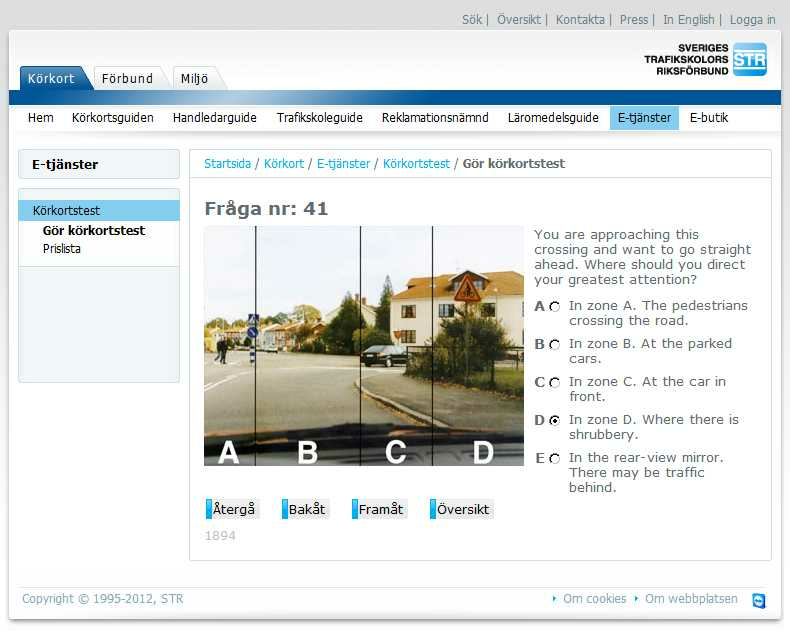 Sök | Översikt | Kontakta | Press | In English | Logga in
SVERIGES
TRAFIKSKOLORS
RIKSFÖRBUND
STR
Körkort Förbund Miljö
Hem Körkortsguiden Handledarguide Trafikskoleguide Reklamationsnämnd Läromedelsguide E-tjänster E-butik
E-tjänster
Körkortstest
Gör körkortstest
Prislista
Startsida / Körkort / E-tjänster / Körkortstest / Gör körkortstest
Fråga nr: 41
A B C D
You are approaching this
crossing and want to go straight
ahead. Where should you direct
your greatest attention?
A In zone A. The pedestrians
crossing the road.
B In zone B. At the parked
cars.
C In zone C. At the car in
front.
D In zone D. Where there is
shrubbery.
E In the rear-view mirror.
There may be traffic
behind.
Återgå Bakåt Framåt Översikt
1894
Copyright © 1995-2012, STR
Om cookies Om webbplatsen